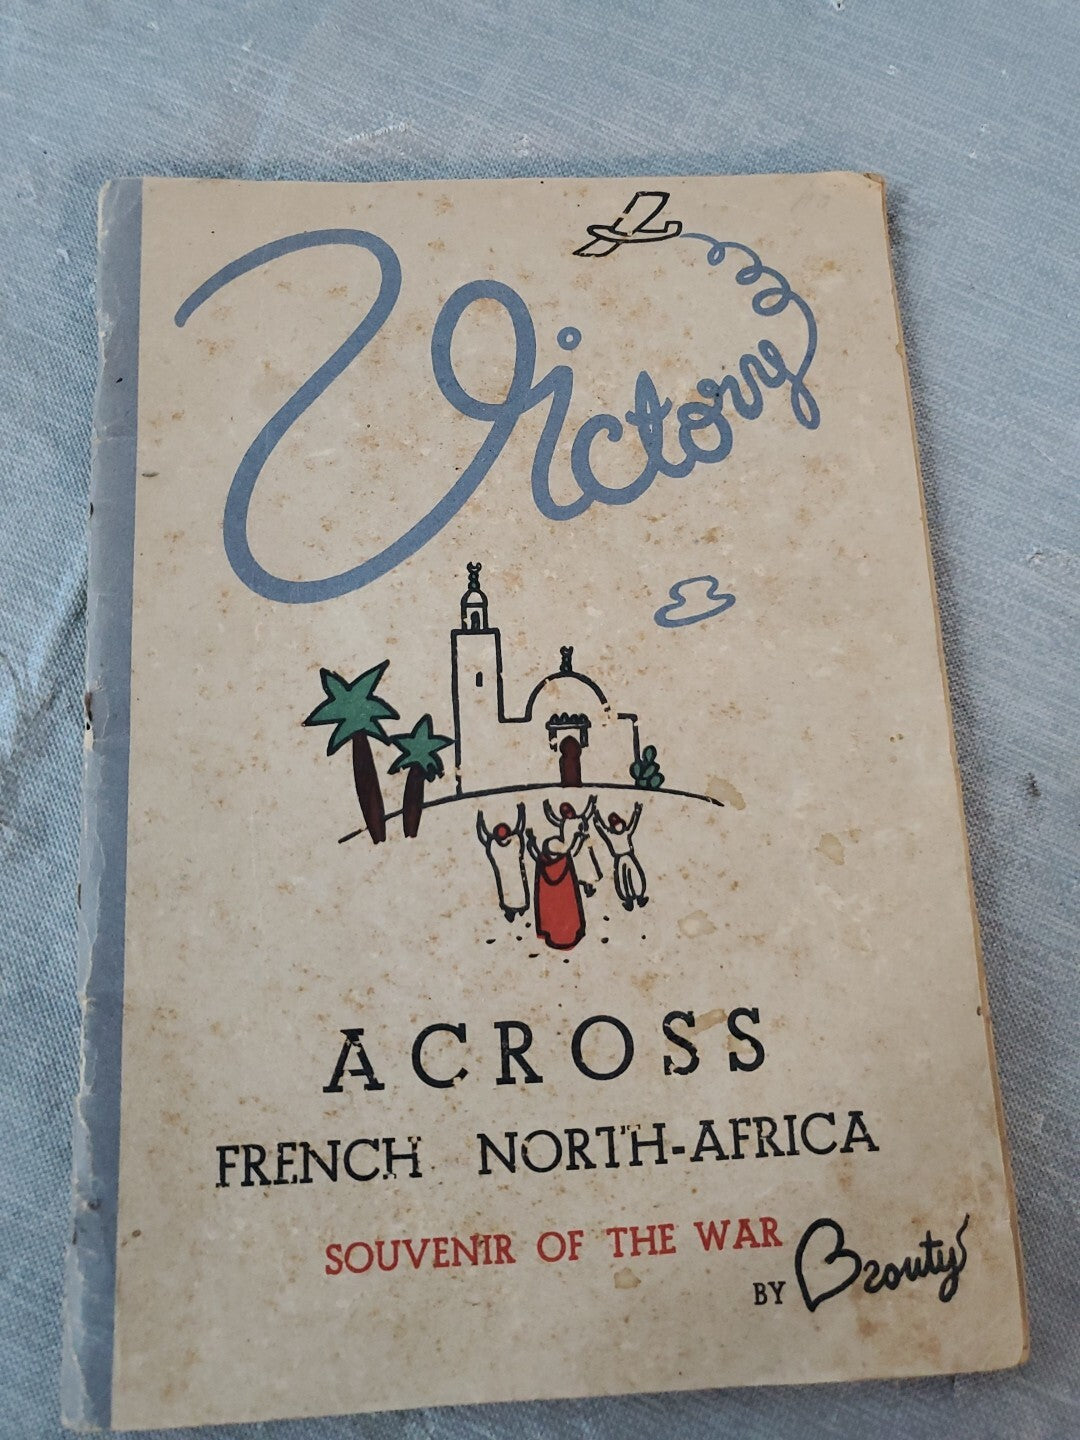 Victory
ACROSS
FRENCH NORTH-AFRICA
SOUVENIR OF THE WAR
BY Brouty